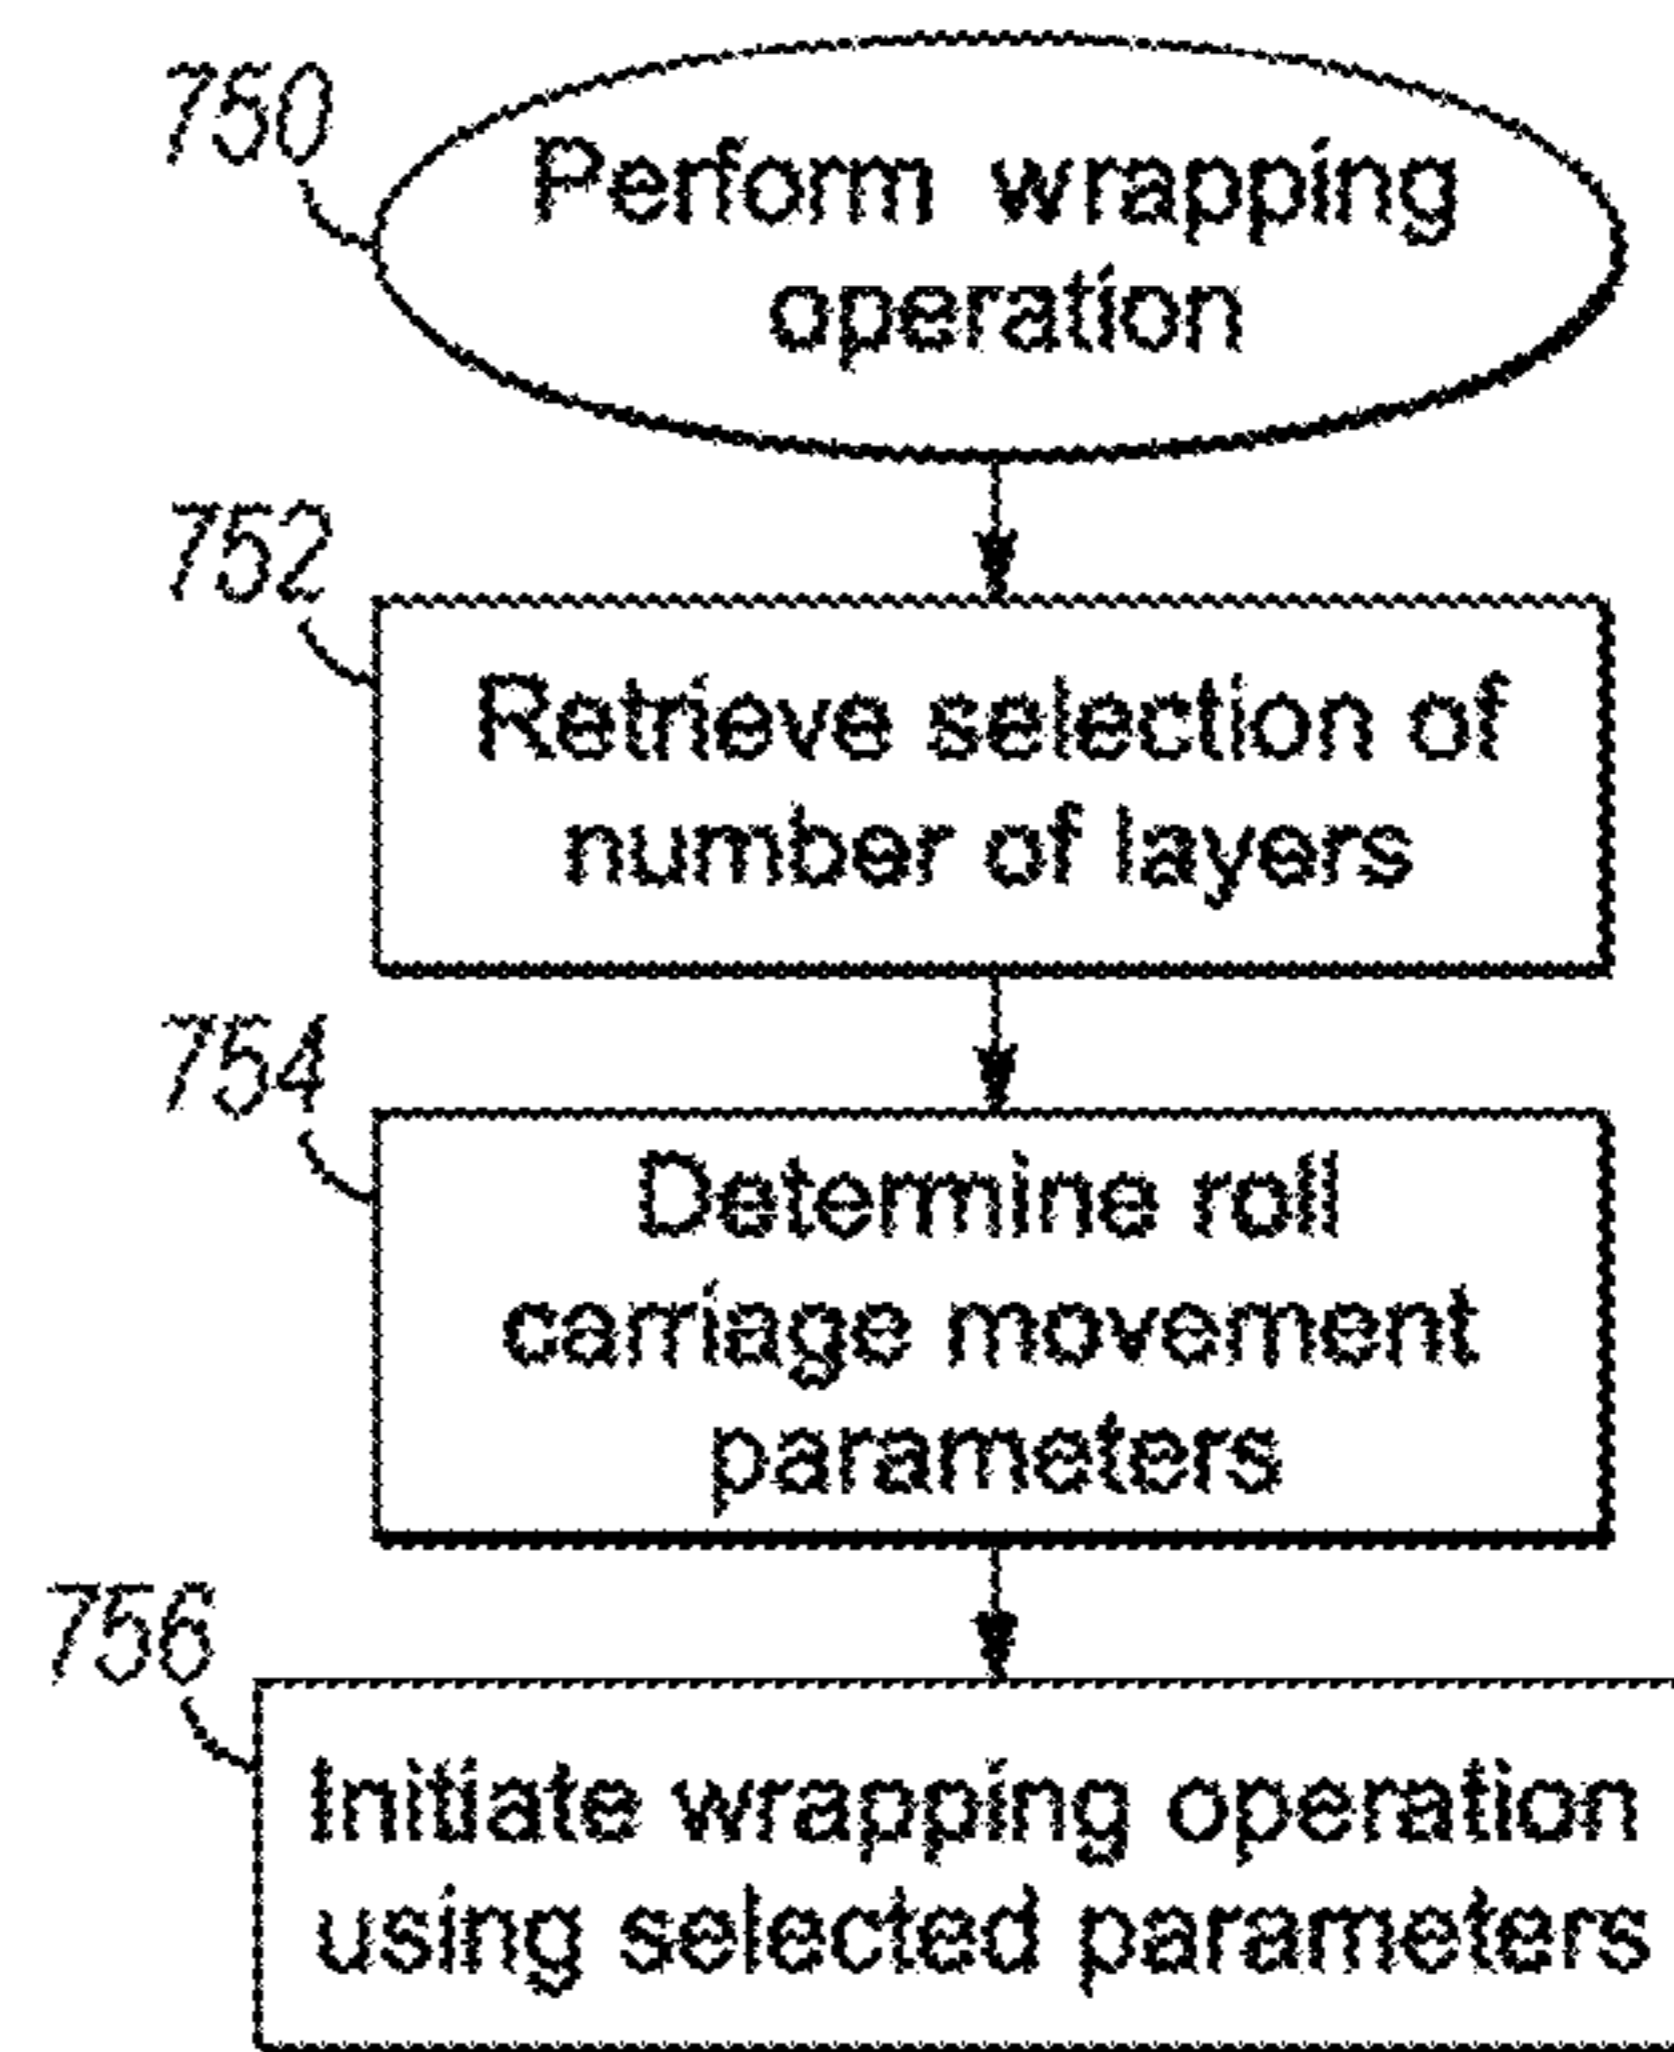 750
Perform wrapping
operation
752
Retrieve selection of
number of layers
754
Determine roll
carriage movement
parameters
756
Initiate wrapping operation
using selected parameters